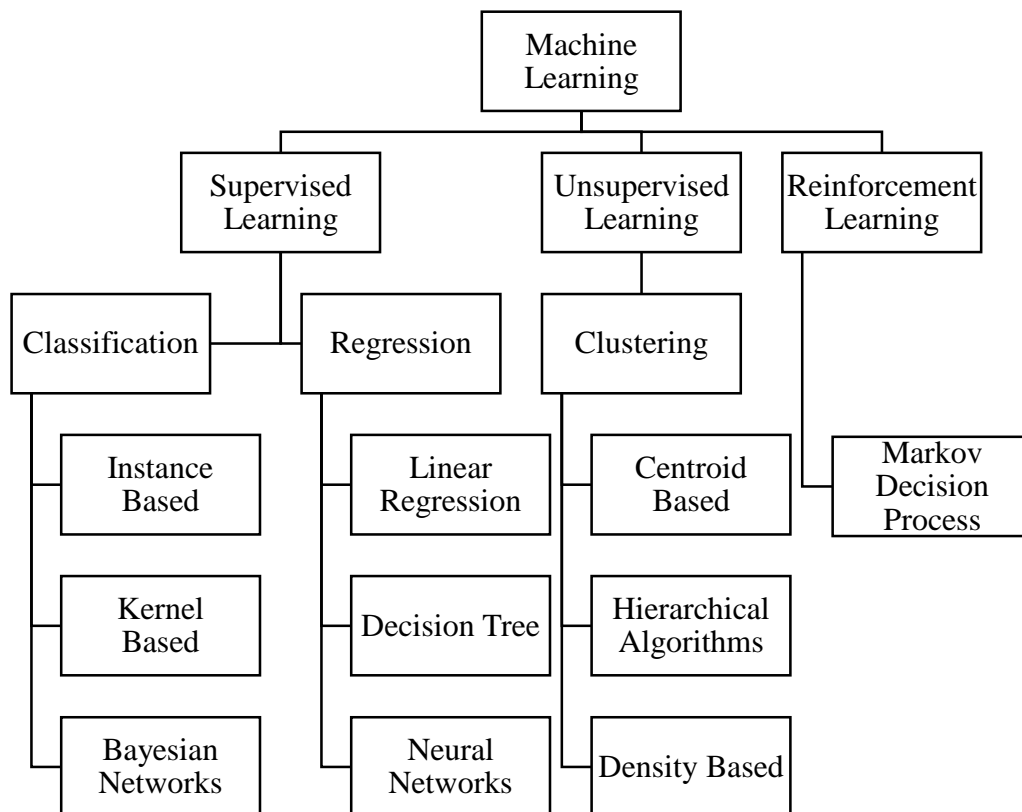 Machine
Learning
Supervised
Learning
Unsupervised
Learning
Reinforcement
Learning
Classification
Regression
Clustering
Instance
Based
Linear
Regression
Centroid
Based
Markov
Decision
Process
Kernel
Based
Decision Tree
Hierarchical
Algorithms
Bayesian
Networks
Neural
Networks
Density Based